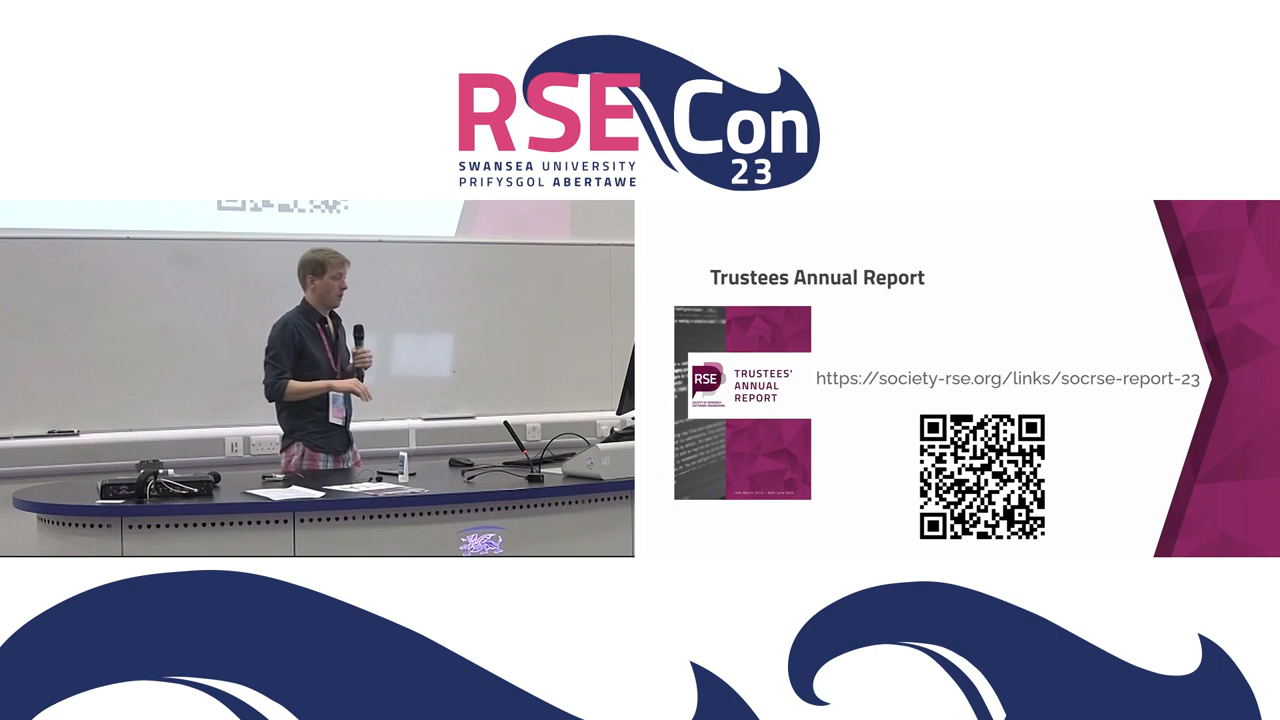 RSE Con
23
SWANSEA UNIVERSITY
PRIFYSGOL ABERTAWE
Trustees Annual Report
RSE
TRUSTEES'
ANNUAL
REPORT
https://society-rse.org/links/socrse-report-23